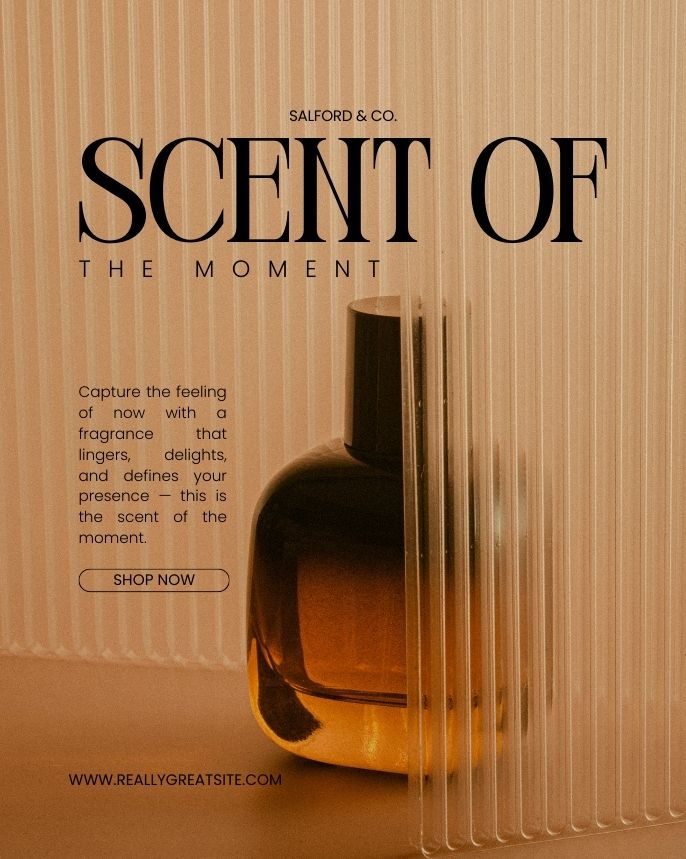 SALFORD & CO.
SCENT OF
THE MOMENT
Capture the feeling
of now with a
fragrance that
lingers, delights,
and defines your
presence — this is
the scent of the
moment.
SHOP NOW
WWW.REALLYGREATSITE.COM